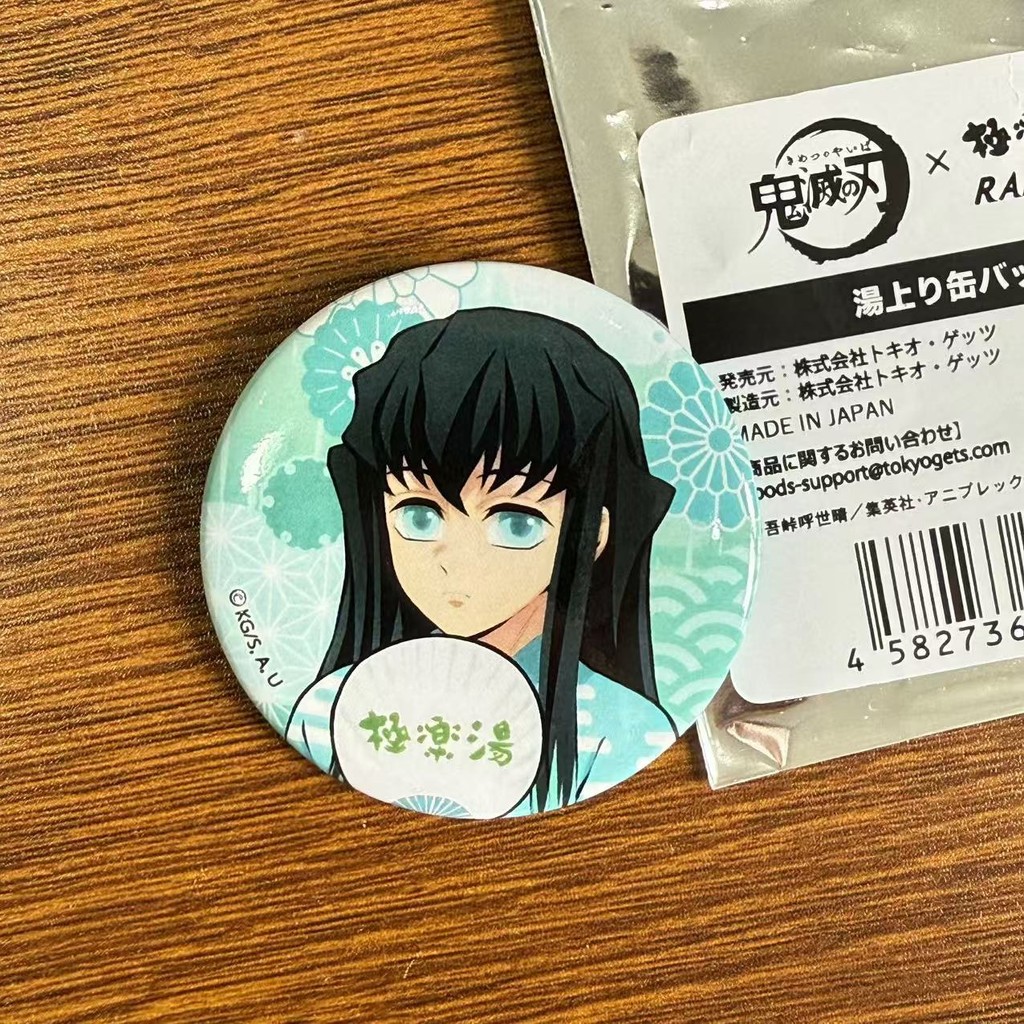 きめつのやいば
鬼滅の刃 × 極
RA
湯上り缶バッ
発売元：株式会社トキオ・ゲッツ
製造元：株式会社トキオ・ゲッツ
MADE IN JAPAN
商品に関するお問い合わせ】
oods-support@tokyogets.com
吾峠呼世晴／集英社・アニプレック
4 582736
©KG/S, A, U
極楽湯